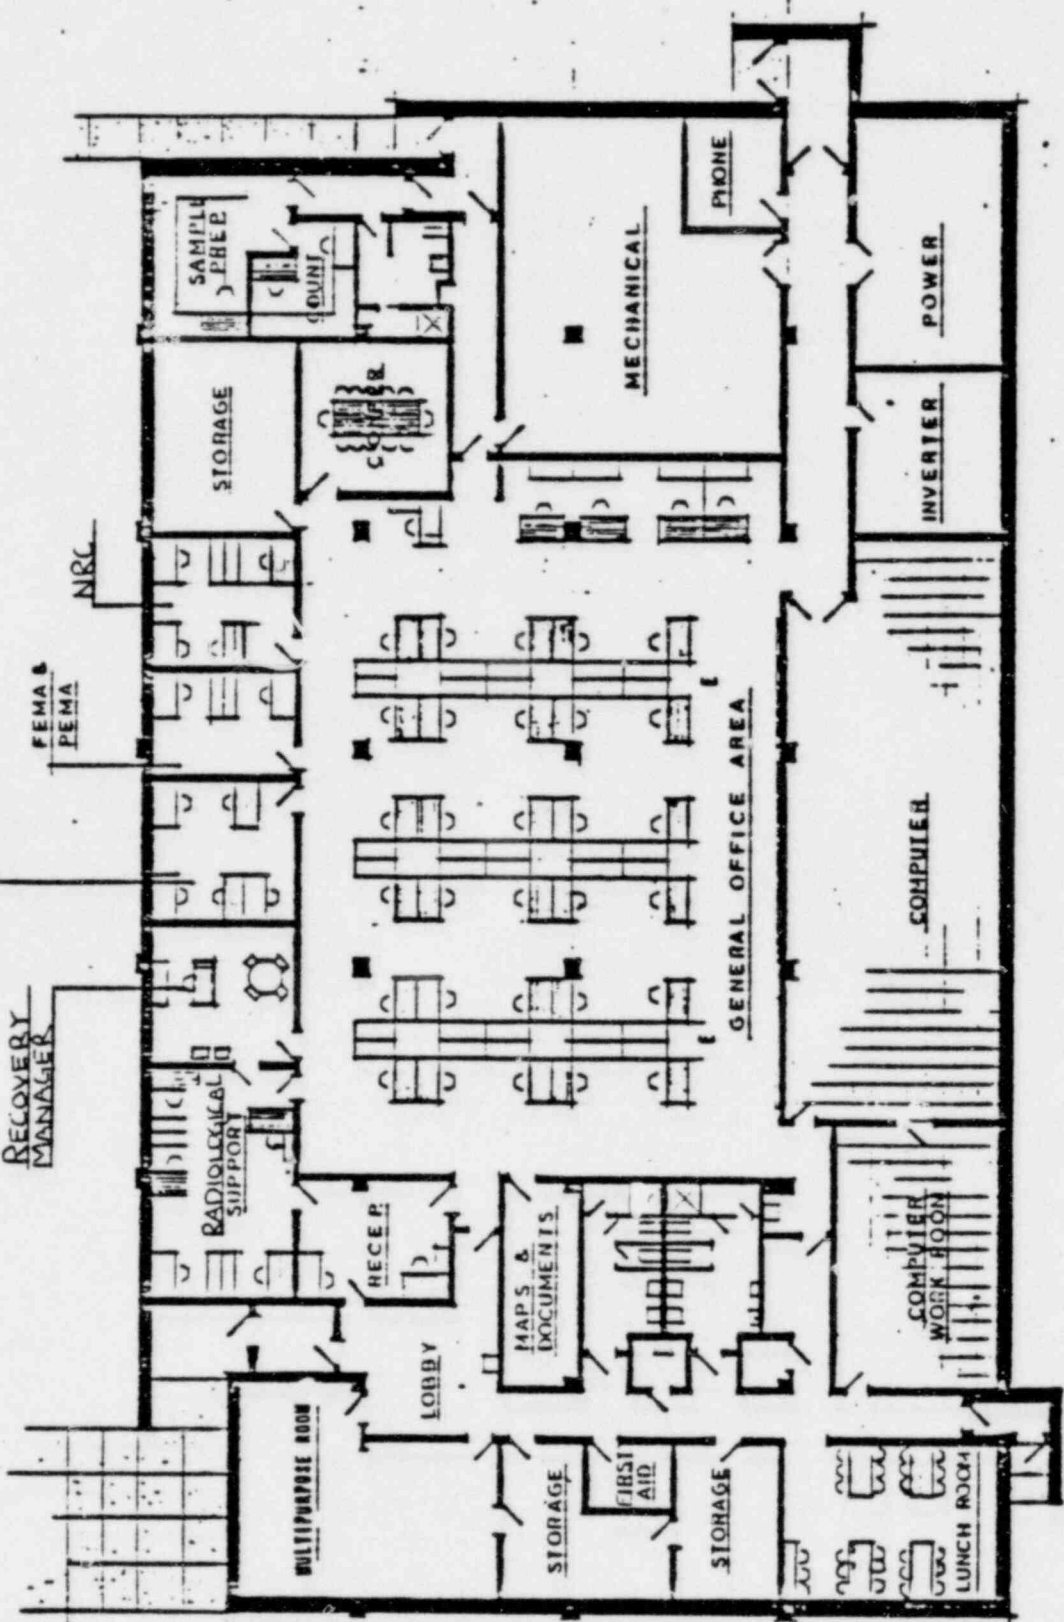 RECOVERY
MANAGER
FEMA &
PEMA
NRC
RADIOLOGICAL
SUPPORT
STORAGE
SAMPLE
PREP.
COUNT
CONFER
RECEP.
MULTIPURPOSE ROOM
LOBBY
MAPS &
DOCUMENTS
GENERAL OFFICE AREA
E
E
MECHANICAL
PHONE
STORAGE
FIRST
AID
STORAGE
LUNCH ROOM
COMPUTER
WORK ROOM
COMPUTER
INVERTER
POWER